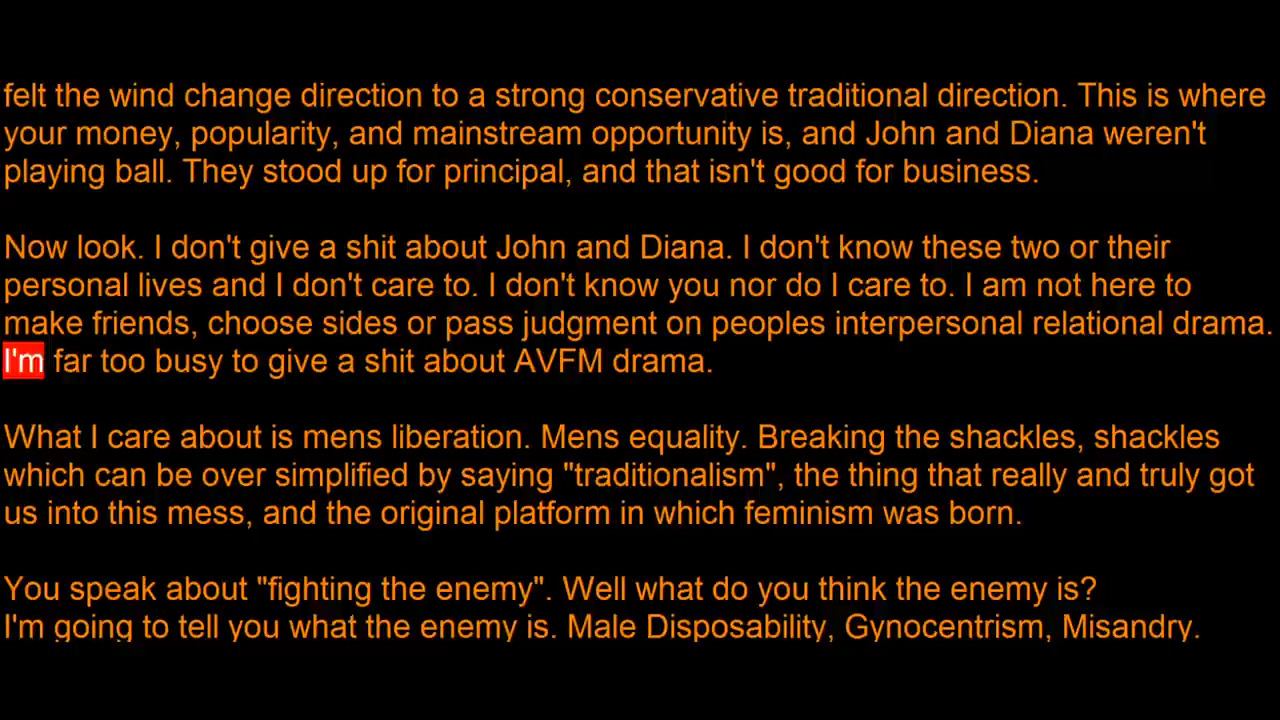 felt the wind change direction to a strong conservative traditional direction. This is where
your money, popularity, and mainstream opportunity is, and John and Diana weren't
playing ball. They stood up for principal, and that isn't good for business.
Now look. I don't give a shit about John and Diana. I don't know these two or their
personal lives and I don't care to. I don't know you nor do I care to. I am not here to
make friends, choose sides or pass judgment on peoples interpersonal relational drama.
I'm far too busy to give a shit about AVFM drama.
What I care about is mens liberation. Mens equality. Breaking the shackles, shackles
which can be over simplified by saying "traditionalism", the thing that really and truly got
us into this mess, and the original platform in which feminism was born.
You speak about "fighting the enemy". Well what do you think the enemy is?
I'm going to tell you what the enemy is. Male Disposability, Gynocentrism, Misandry.